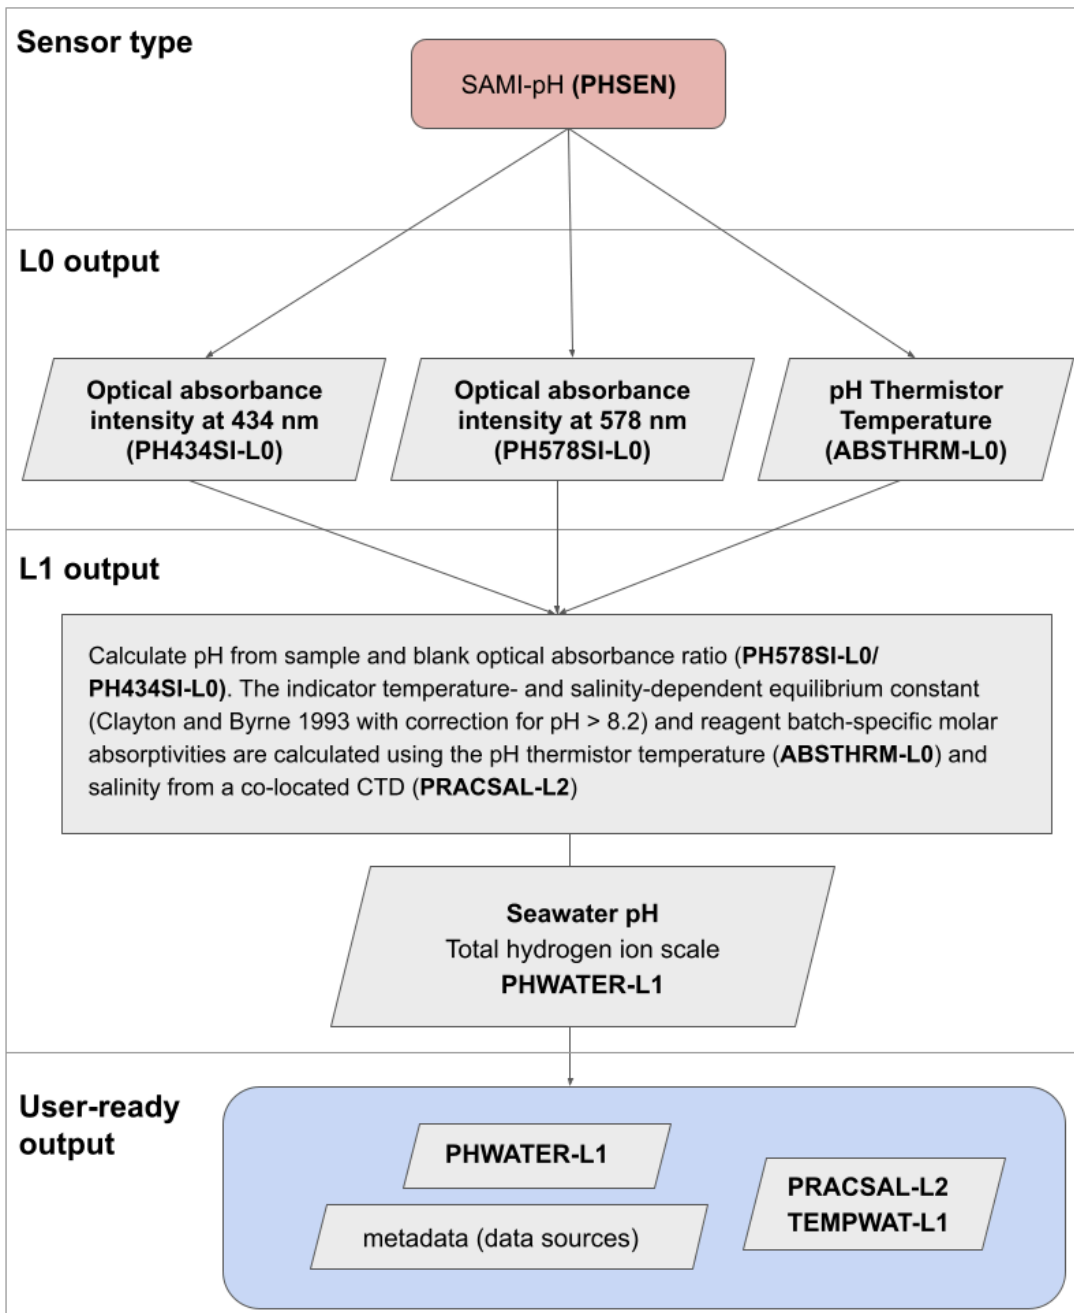 Sensor type
SAMI-pH (PHSEN)
L0 output
Optical absorbance
intensity at 434 nm
(PH434SI-L0)
Optical absorbance
intensity at 578 nm
(PH578SI-L0)
pH Thermistor
Temperature
(ABSTHRM-L0)
L1 output
Calculate pH from sample and blank optical absorbance ratio (PH578SI-L0/
PH434SI-L0). The indicator temperature- and salinity-dependent equilibrium constant
(Clayton and Byrne 1993 with correction for pH > 8.2) and reagent batch-specific molar
absorptivities are calculated using the pH thermistor temperature (ABSTHRM-L0) and
salinity from a co-located CTD (PRACSAL-L2)
Seawater pH
Total hydrogen ion scale
PHWATER-L1
User-ready
output
PHWATER-L1
metadata (data sources)
PRACSAL-L2
TEMPWAT-L1